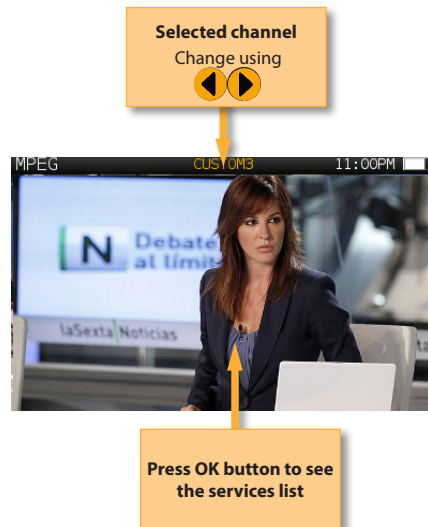 Selected channel
Change using
MPEG CUSTOM3 11:00PM
N Debate
al límit
laSexta Noticias
Press OK button to see
the services list